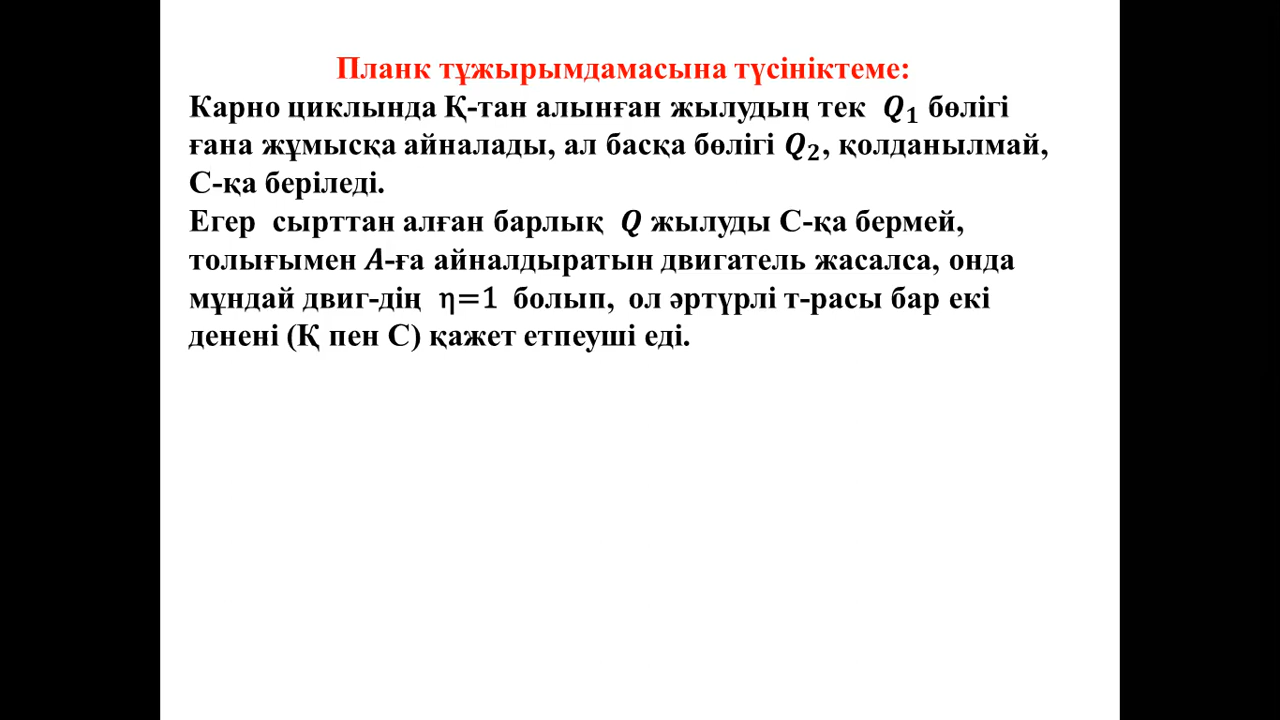 Планк тұжырымдамасына түсініктеме:
Карно циклында Қ-тан алынған жылудың тек Q₁ бөлігі
ғана жұмысқа айналады, ал басқа бөлігі Q₂, қолданылмай,
С-қа беріледі.
Егер сырттан алған барлық Q жылуды С-қа бермей,
толығымен A-ға айналдыратын двигатель жасалса, онда
мұндай двиг-дің η=1 болып, ол әртүрлі т-расы бар екі
денені (Қ пен С) қажет етпеуші еді.